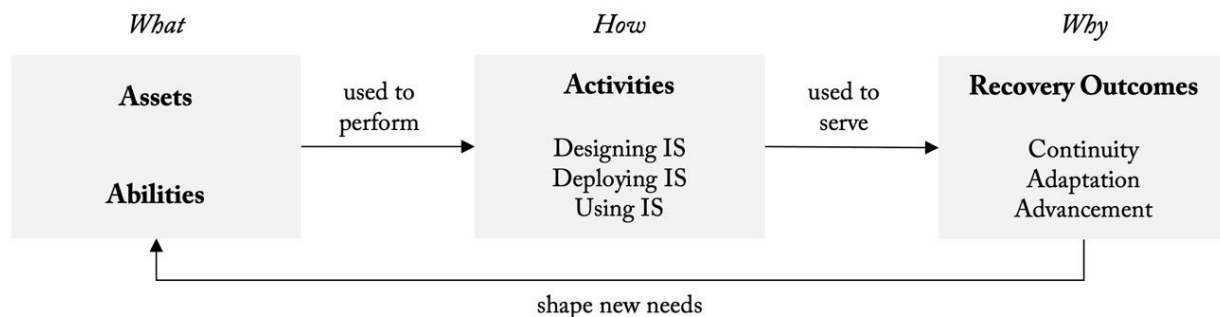 What
How
Why
Assets
Abilities
used to
perform
Activities
Designing IS
Deploying IS
Using IS
used to
serve
Recovery Outcomes
Continuity
Adaptation
Advancement
shape new needs